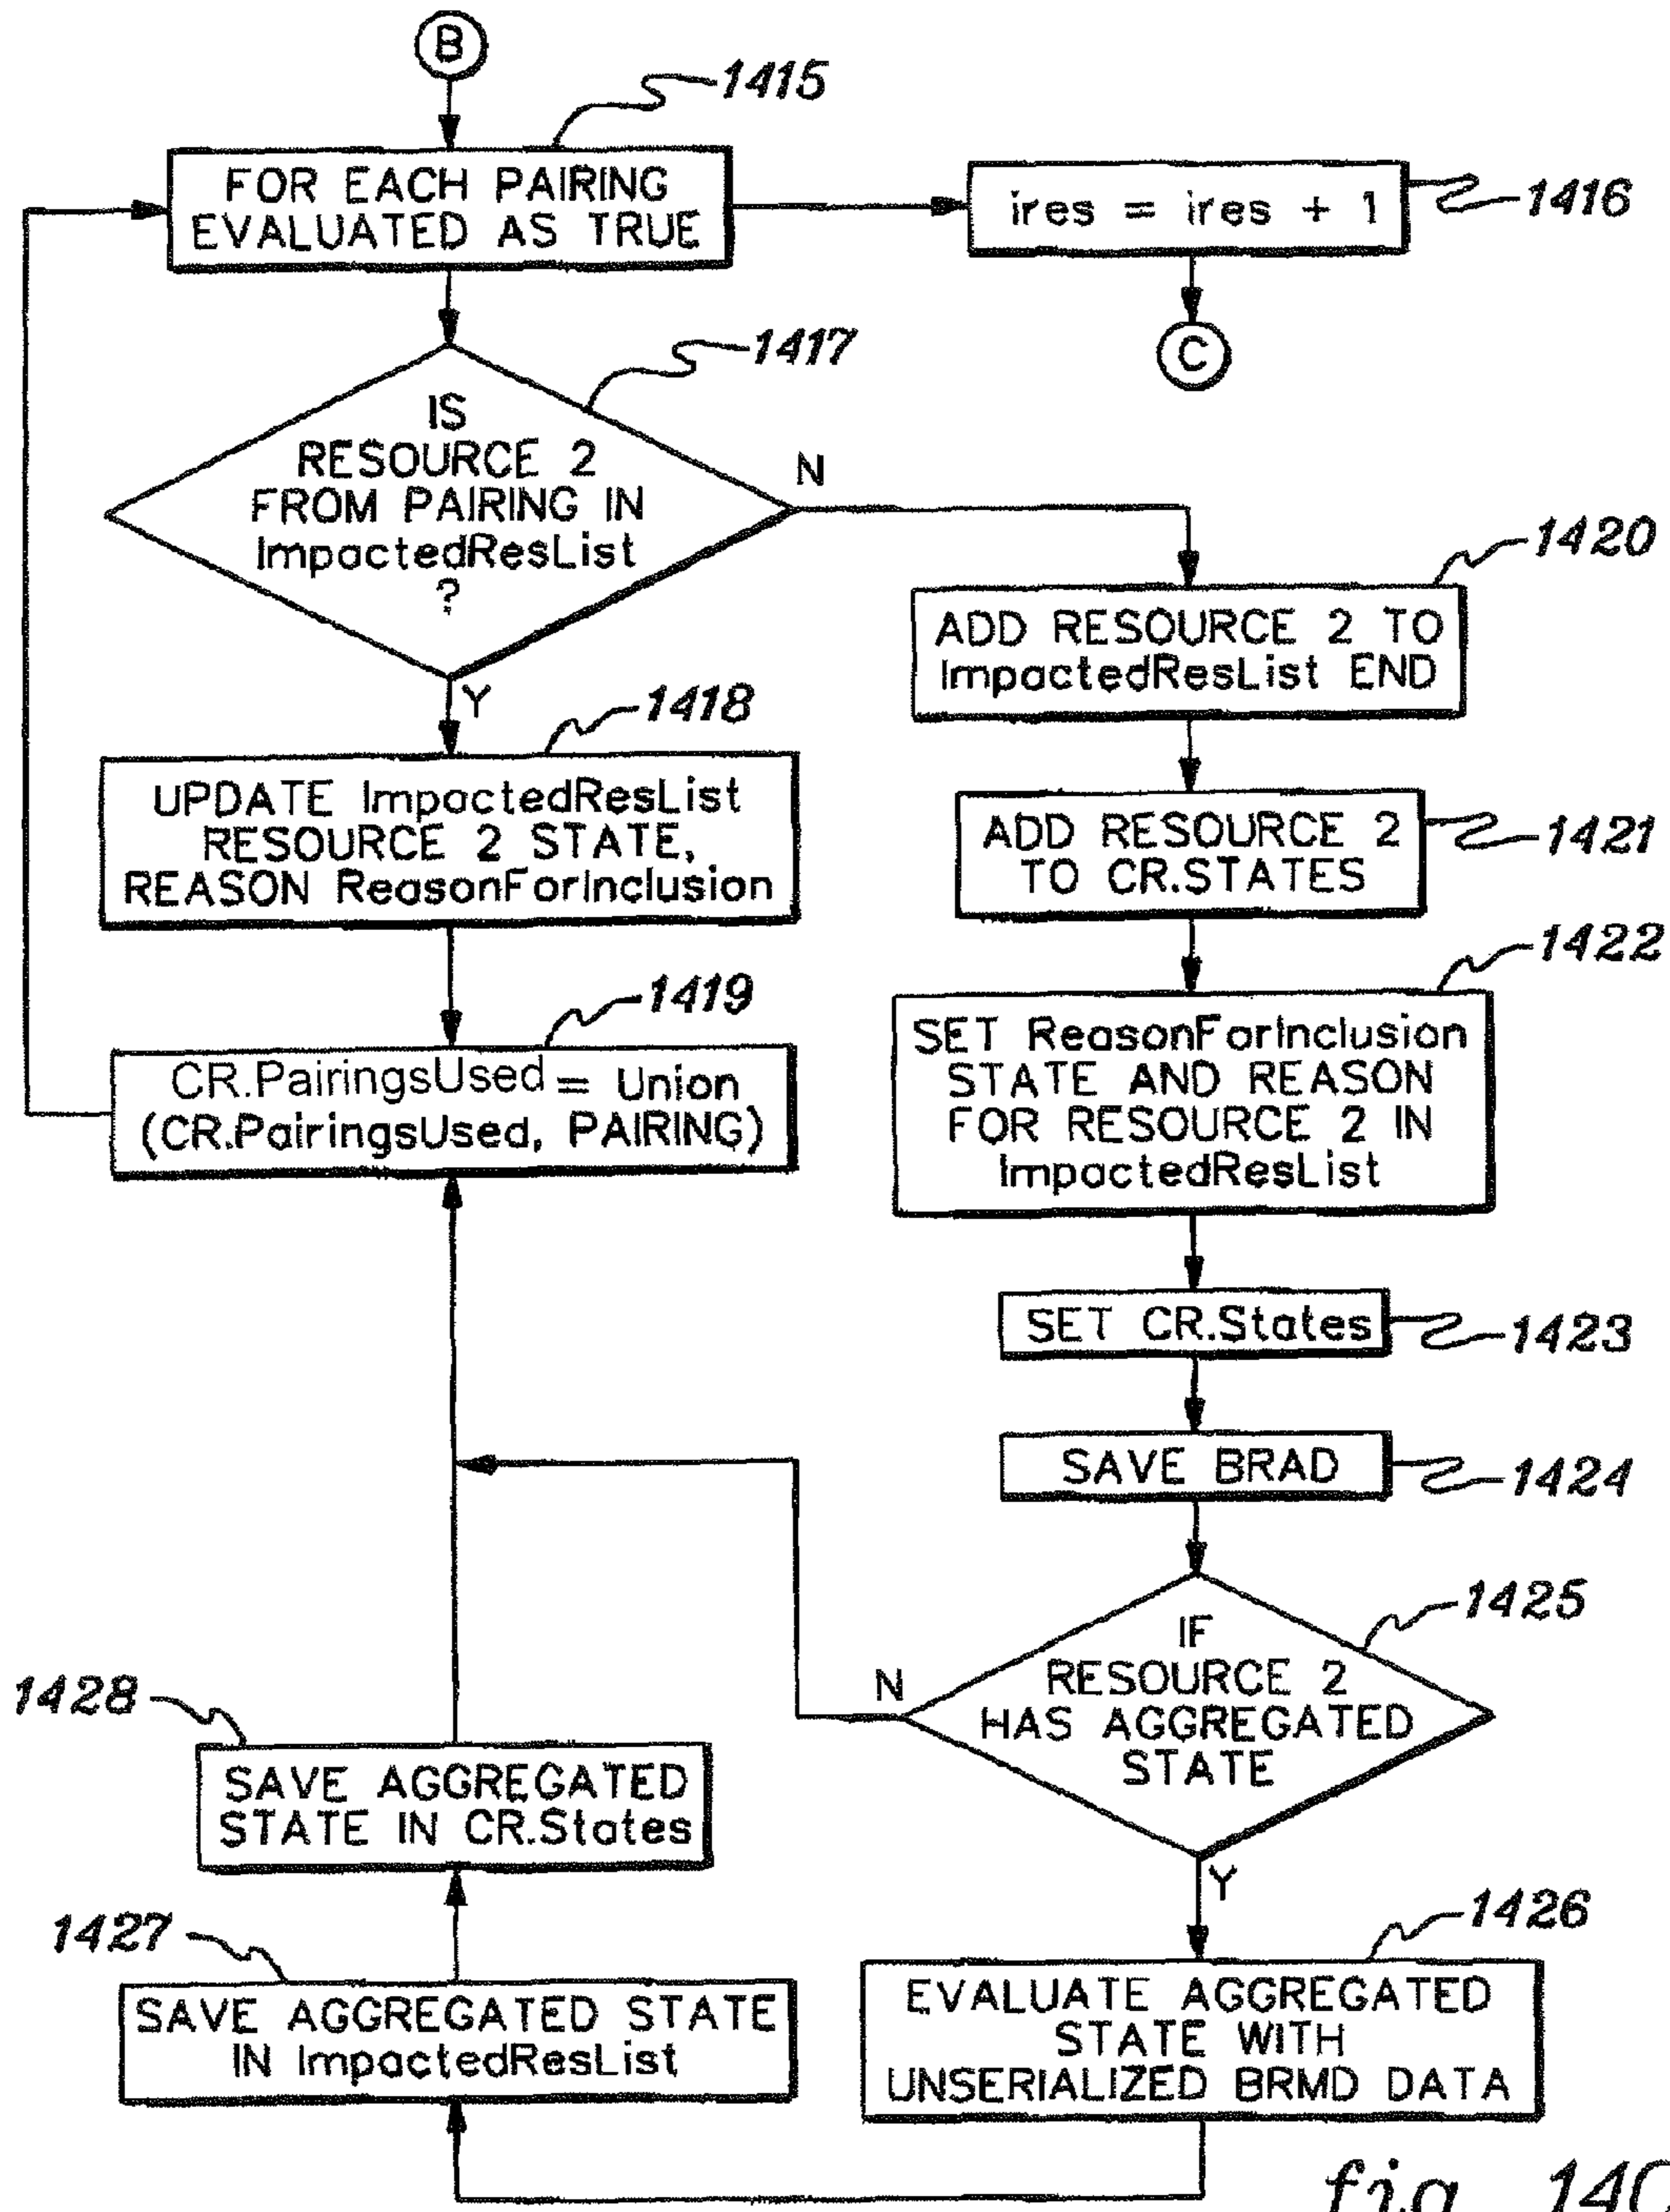 B
1415
FOR EACH PAIRING
EVALUATED AS TRUE
ires = ires + 1
1416
C
1417
IS
RESOURCE 2
FROM PAIRING IN
ImpactedResList
?
N
Y
1418
UPDATE ImpactedResList
RESOURCE 2 STATE,
REASON ReasonForInclusion
1419
CR.PairingsUsed = Union
(CR.PairingsUsed, PAIRING)
1420
ADD RESOURCE 2 TO
ImpactedResList END
ADD RESOURCE 2
TO CR.STATES
1421
1422
SET ReasonForInclusion
STATE AND REASON
FOR RESOURCE 2 IN
ImpactedResList
SET CR.States
1423
SAVE BRAD
1424
1425
IF
RESOURCE 2
HAS AGGREGATED
STATE
N
Y
1426
EVALUATE AGGREGATED
STATE WITH
UNSERIALIZED BRMD DATA
1427
SAVE AGGREGATED STATE
IN ImpactedResList
1428
SAVE AGGREGATED
STATE IN CR.States
fig. 14C